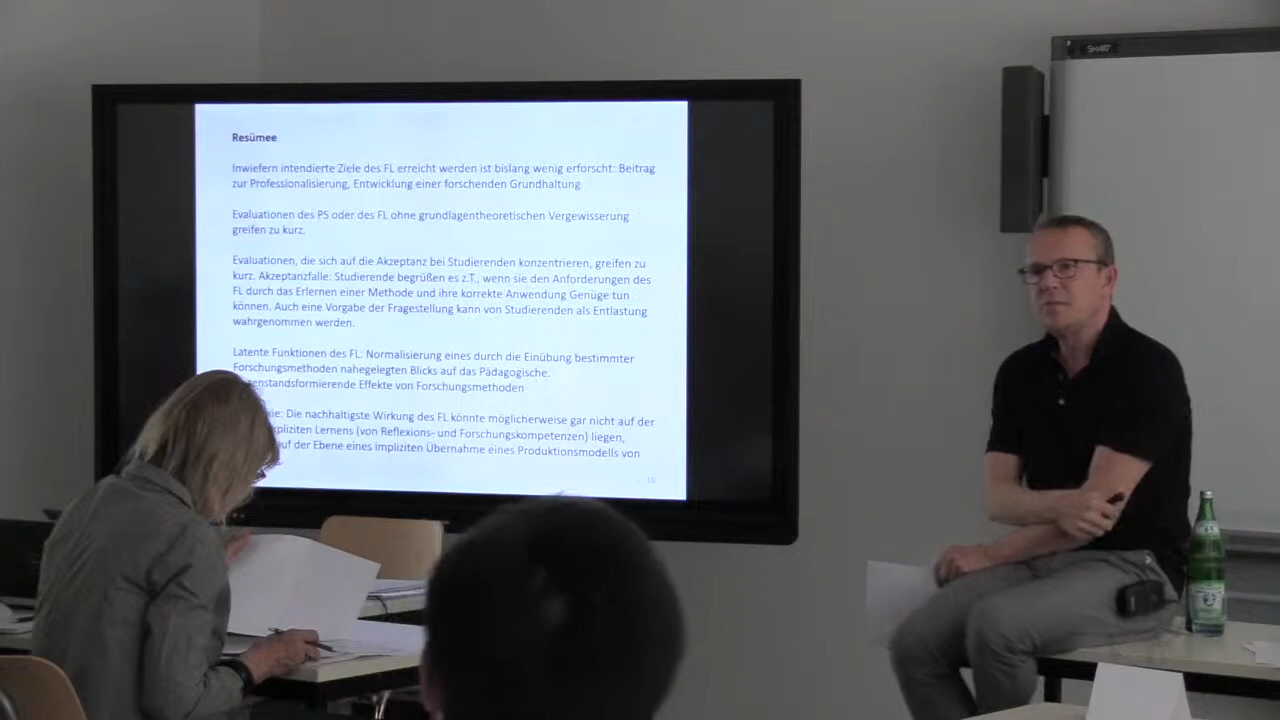 SMART
Resümee
Inwiefern intendierte Ziele des FL erreicht werden ist bislang wenig erforscht: Beitrag
zur Professionalisierung, Entwicklung einer forschenden Grundhaltung
Evaluationen des PS oder des FL ohne grundlagentheoretischen Vergewisserung
greifen zu kurz.
Evaluationen, die sich auf die Akzeptanz bei Studierenden konzentrieren, greifen zu
kurz. Akzeptanzfalle: Studierende begrüßen es z.T., wenn sie den Anforderungen des
FL durch das Erlernen einer Methode und ihre korrekte Anwendung Genüge tun
können. Auch eine Vorgabe der Fragestellung kann von Studierenden als Entlastung
wahrgenommen werden.
Latente Funktionen des FL: Normalisierung eines durch die Einübung bestimmter
Forschungsmethoden nahegelegten Blicks auf das Pädagogische.
enstandsformierende Effekte von Forschungsmethoden
ie: Die nachhaltigste Wirkung des FL könnte möglicherweise gar nicht auf der
xpliziten Lernens (von Reflexions- und Forschungskompetenzen) liegen,
auf der Ebene eines impliziten Übernahme eines Produktionsmodells von